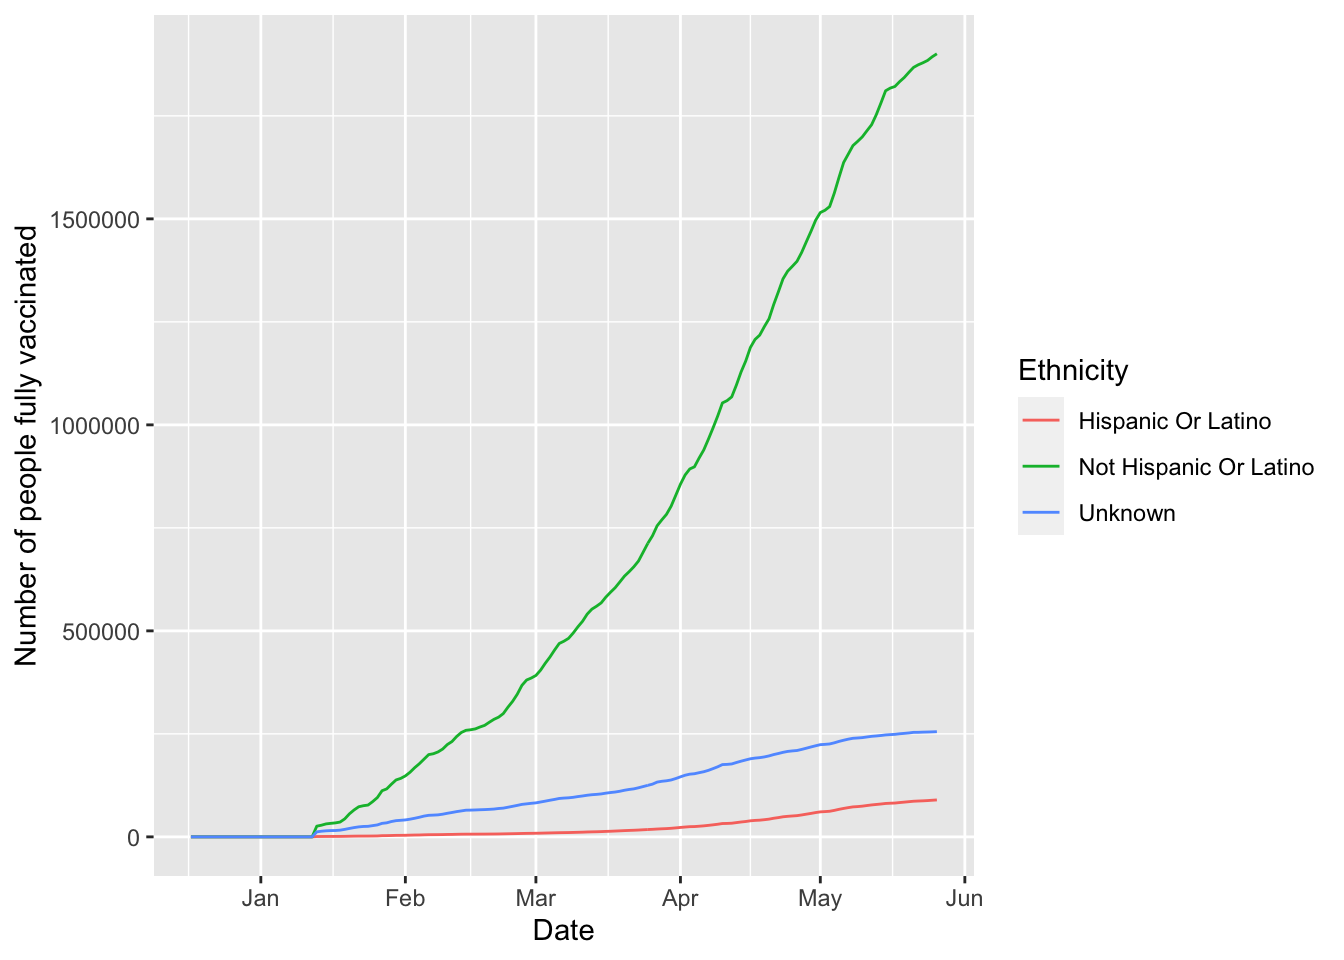 Number of people fully vaccinated
1500000
1000000
500000
0
Jan Feb Mar Apr May Jun
Date
Ethnicity
Hispanic Or Latino
Not Hispanic Or Latino
Unknown